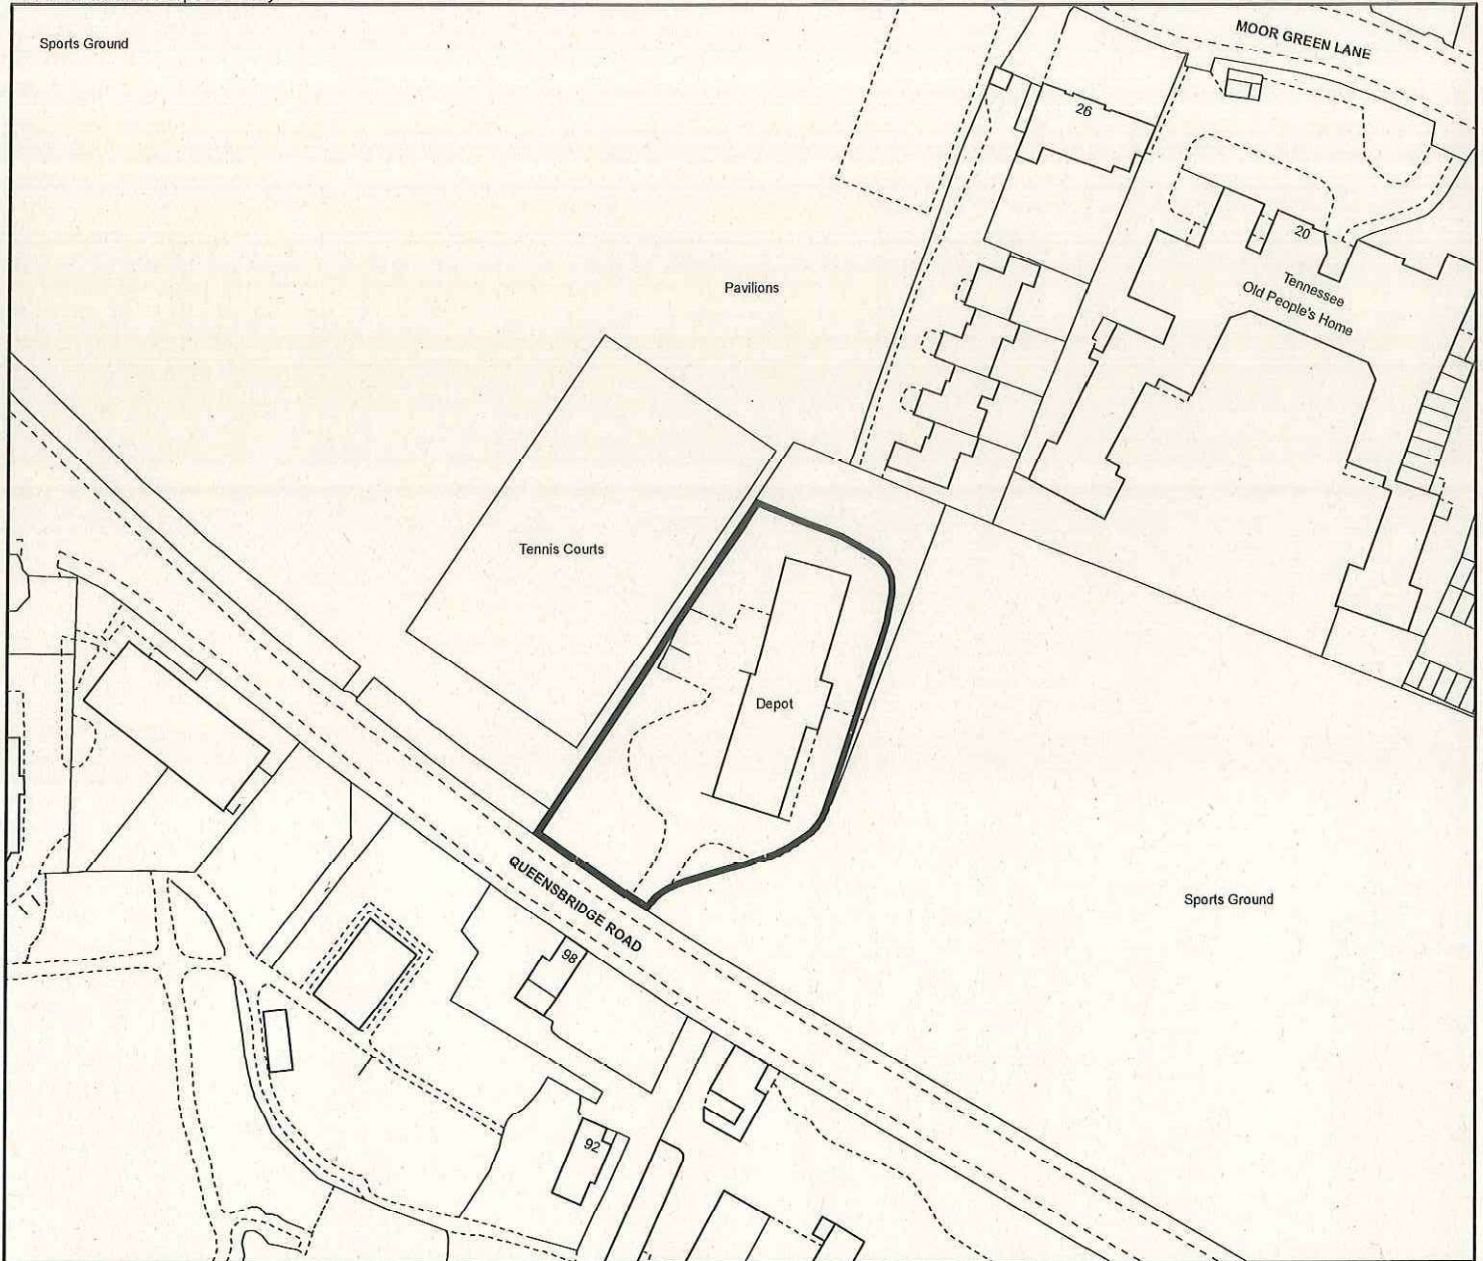 MOOR GREEN LANE
Sports Ground
26
20
Tennessee
Old People's Home
Pavilions
Tennis Courts
Depot
QUEENSBRIDGE ROAD
Sports Ground
98
92